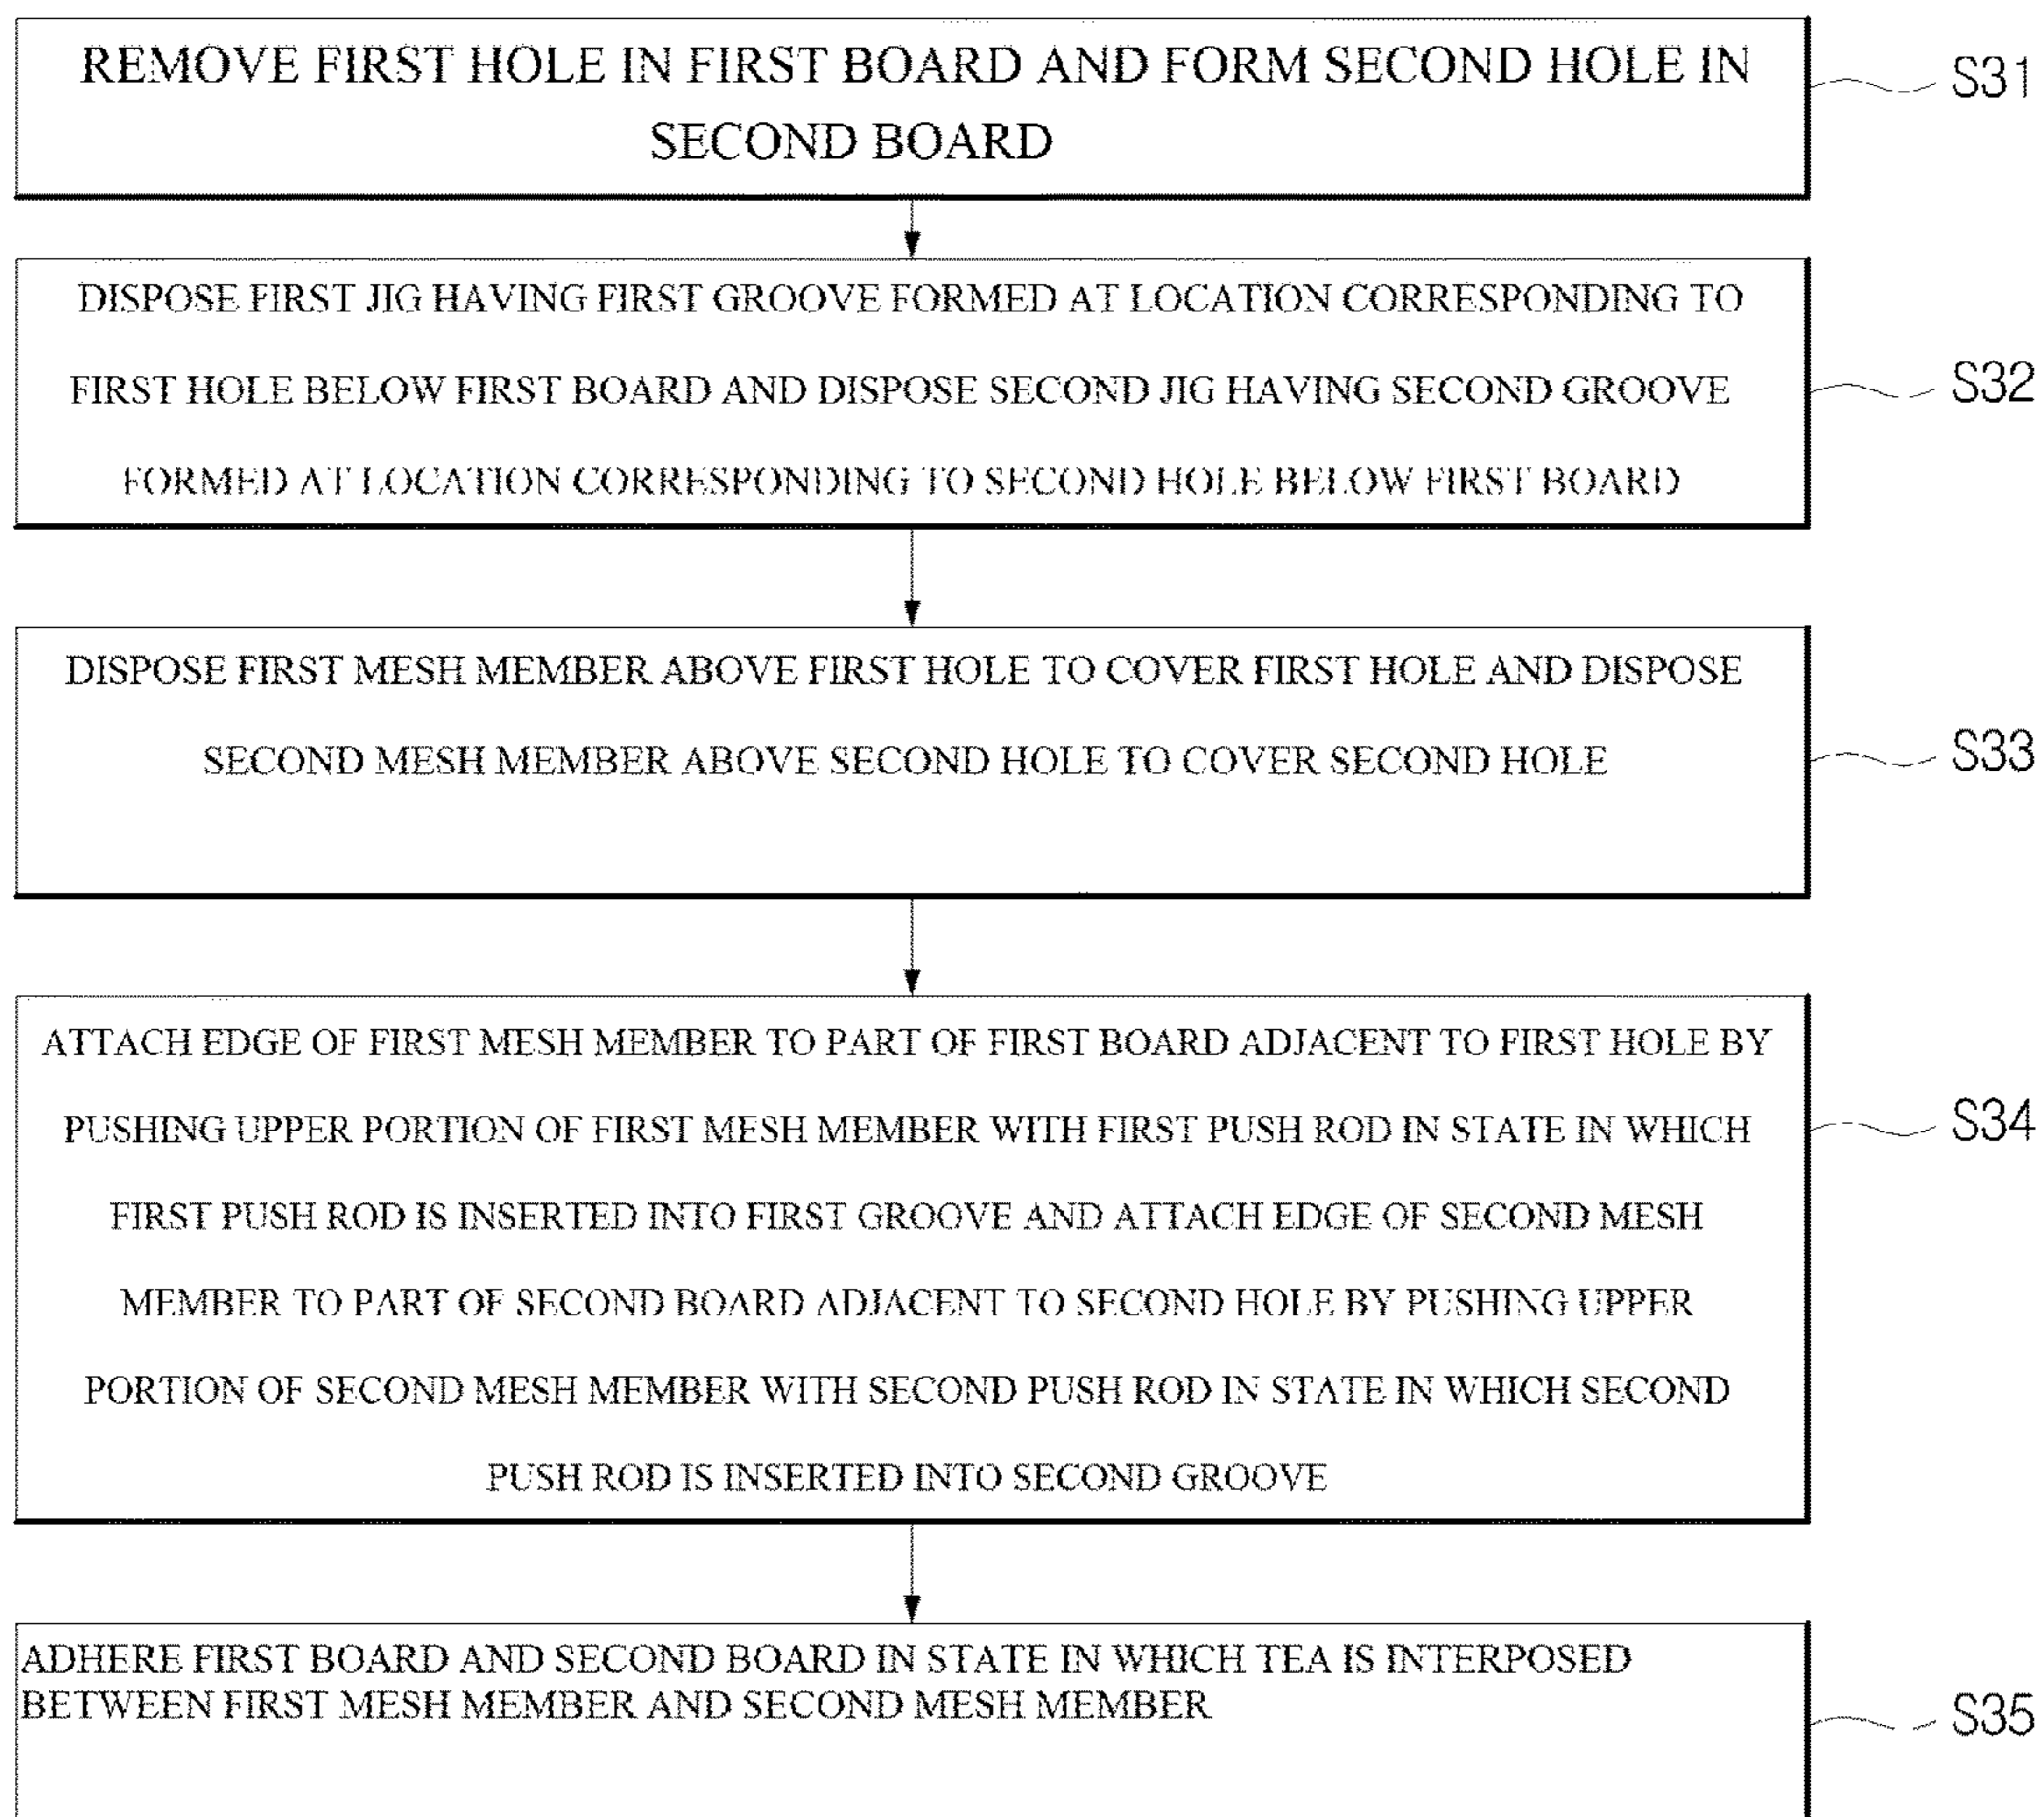 REMOVE FIRST HOLE IN FIRST BOARD AND FORM SECOND HOLE IN
SECOND BOARD
S31
DISPOSE FIRST JIG HAVING FIRST GROOVE FORMED AT LOCATION CORRESPONDING TO
FIRST HOLE BELOW FIRST BOARD AND DISPOSE SECOND JIG HAVING SECOND GROOVE
FORMED AT LOCATION CORRESPONDING TO SECOND HOLE BELOW FIRST BOARD
S32
DISPOSE FIRST MESH MEMBER ABOVE FIRST HOLE TO COVER FIRST HOLE AND DISPOSE
SECOND MESH MEMBER ABOVE SECOND HOLE TO COVER SECOND HOLE
S33
ATTACH EDGE OF FIRST MESH MEMBER TO PART OF FIRST BOARD ADJACENT TO FIRST HOLE BY
PUSHING UPPER PORTION OF FIRST MESH MEMBER WITH FIRST PUSH ROD IN STATE IN WHICH
FIRST PUSH ROD IS INSERTED INTO FIRST GROOVE AND ATTACH EDGE OF SECOND MESH
MEMBER TO PART OF SECOND BOARD ADJACENT TO SECOND HOLE BY PUSHING UPPER
PORTION OF SECOND MESH MEMBER WITH SECOND PUSH ROD IN STATE IN WHICH SECOND
PUSH ROD IS INSERTED INTO SECOND GROOVE
S34
ADHERE FIRST BOARD AND SECOND BOARD IN STATE IN WHICH TEA IS INTERPOSED
BETWEEN FIRST MESH MEMBER AND SECOND MESH MEMBER
S35